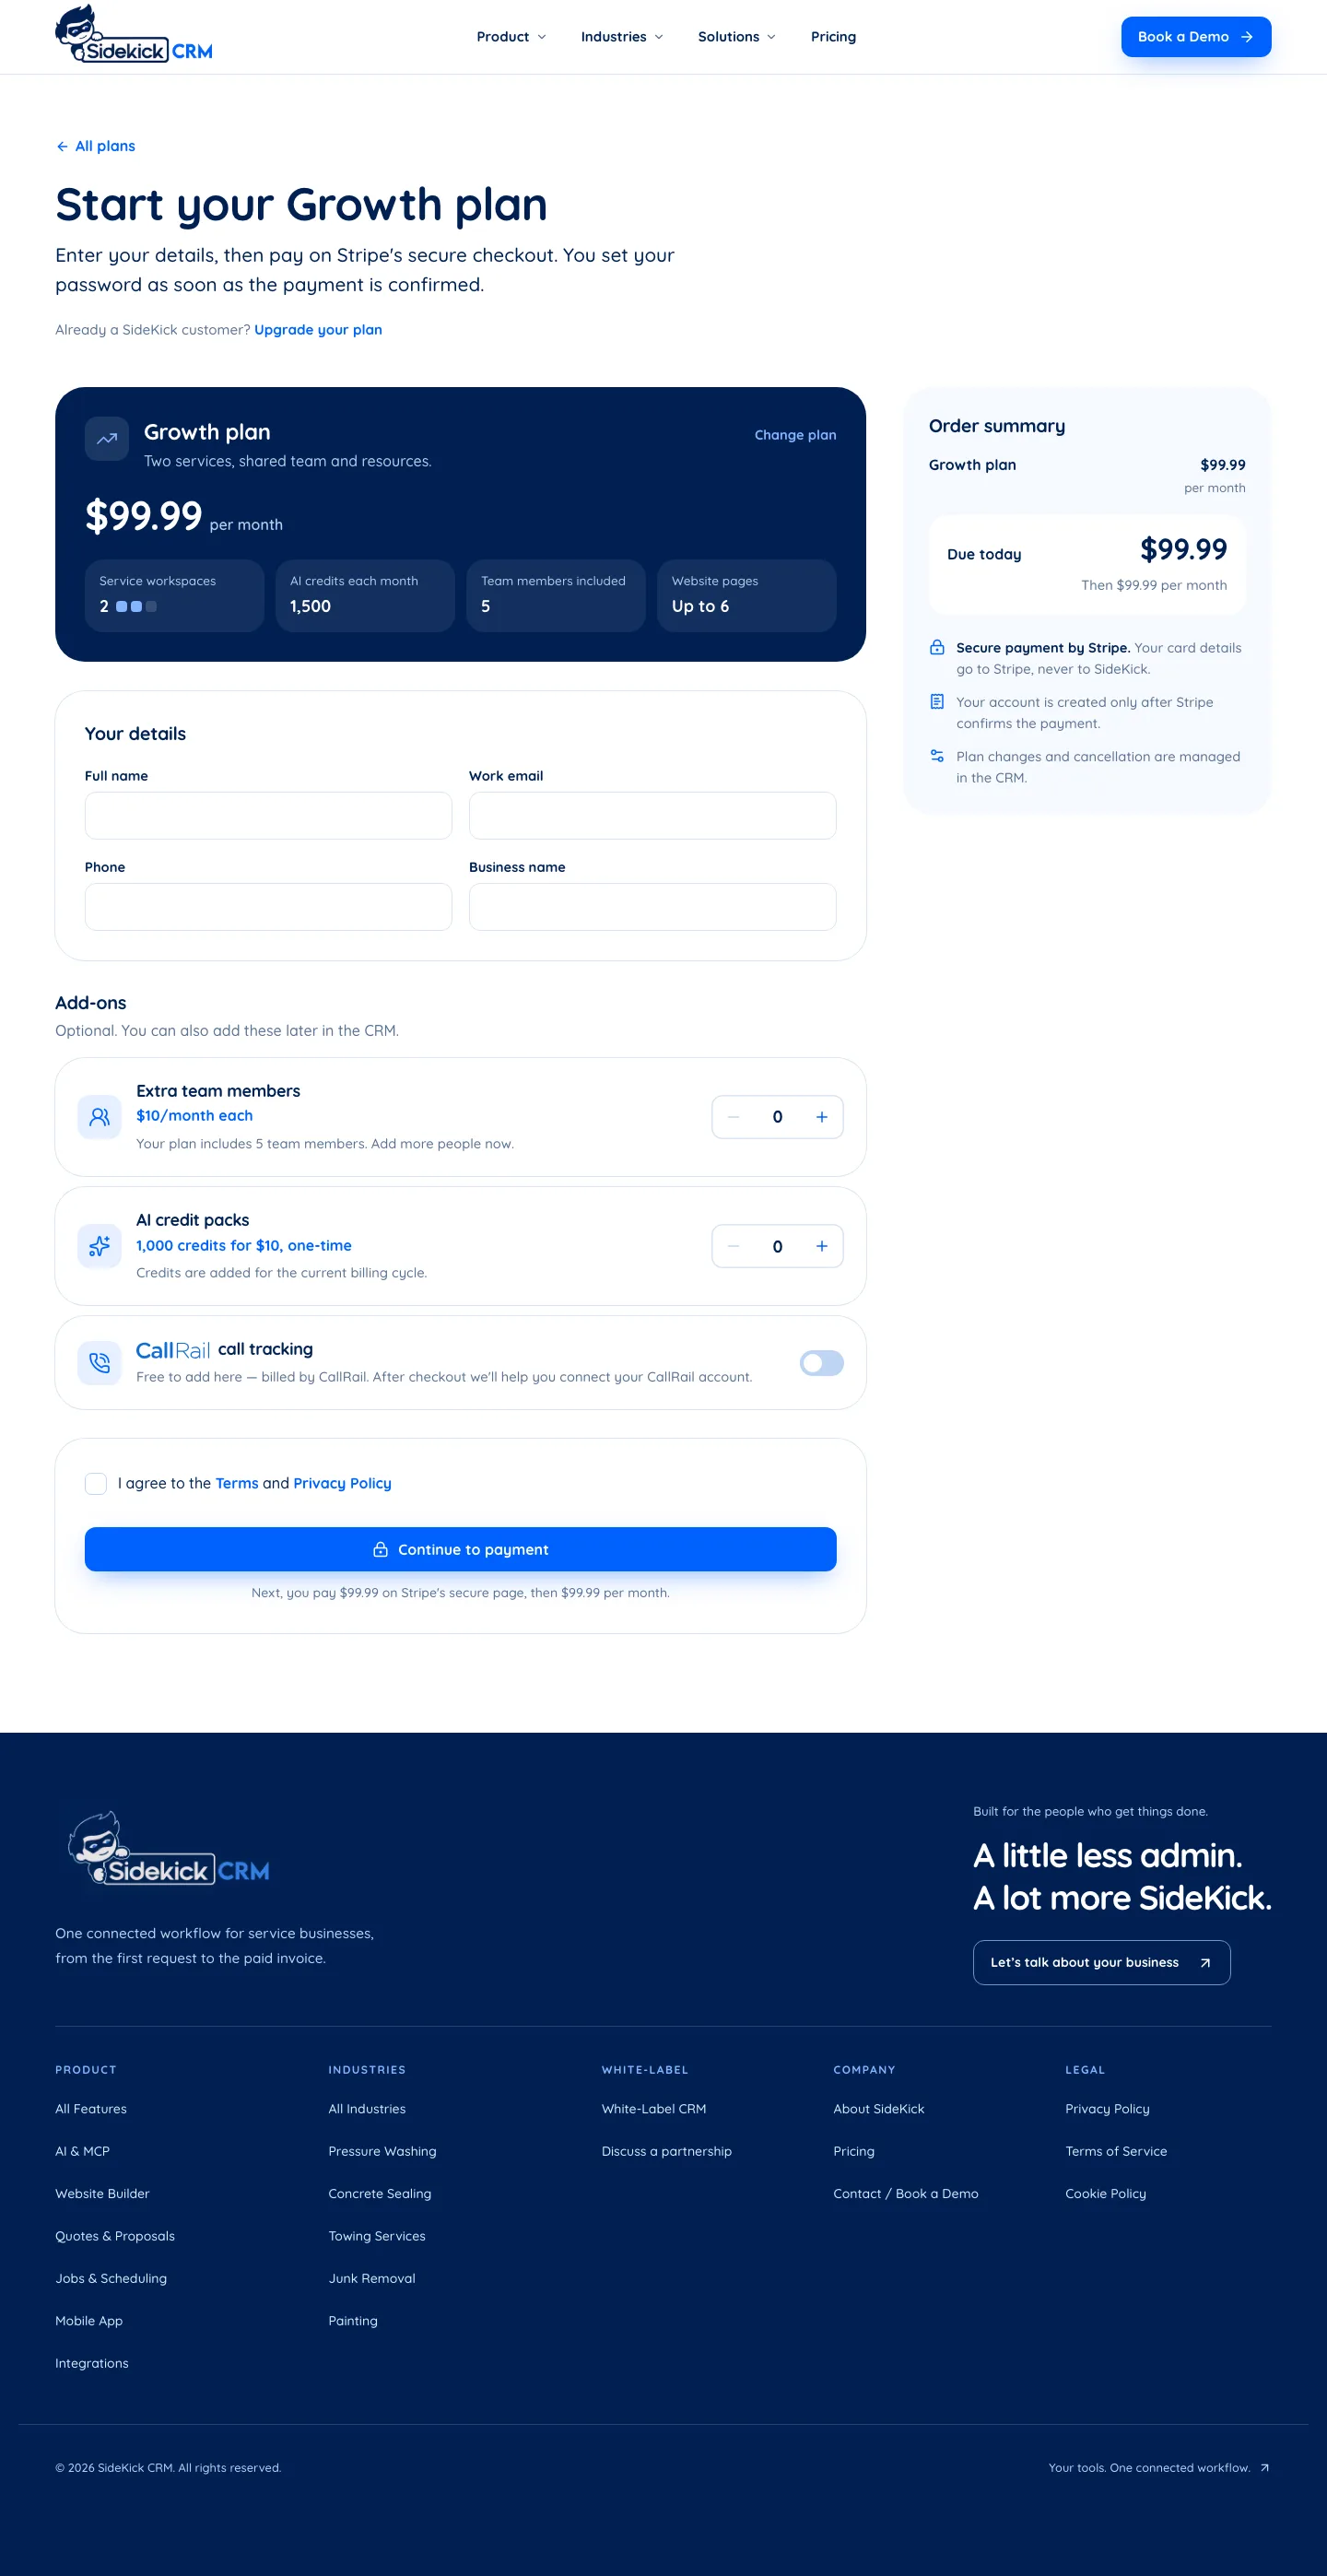 Sidekick CRM
Product
Industries
Solutions
Pricing
Book a Demo
All plans
Start your Growth plan
Enter your details, then pay on Stripe's secure checkout. You set your
password as soon as the payment is confirmed.
Already a SideKick customer? Upgrade your plan
Growth plan
Change plan
Two services, shared team and resources.
$99.99 per month
Service workspaces
2
AI credits each month
1,500
Team members included
5
Website pages
Up to 6
Order summary
Growth plan
$99.99
per month
Due today
$99.99
Then $99.99 per month
Secure payment by Stripe. Your card details
go to Stripe, never to SideKick.
Your account is created only after Stripe
confirms the payment.
Plan changes and cancellation are managed
in the CRM.
Your details
Full name
Work email
Phone
Business name
Add-ons
Optional. You can also add these later in the CRM.
Extra team members
$10/month each
Your plan includes 5 team members. Add more people now.
0
AI credit packs
1,000 credits for $10, one-time
Credits are added for the current billing cycle.
0
CallRail call tracking
Free to add here — billed by CallRail. After checkout we'll help you connect your CallRail account.
I agree to the Terms and Privacy Policy
Continue to payment
Next, you pay $99.99 on Stripe's secure page, then $99.99 per month.
Sidekick CRM
One connected workflow for service businesses,
from the first request to the paid invoice.
Built for the people who get things done.
A little less admin.
A lot more SideKick.
Let's talk about your business
PRODUCT
All Features
AI & MCP
Website Builder
Quotes & Proposals
Jobs & Scheduling
Mobile App
Integrations
INDUSTRIES
All Industries
Pressure Washing
Concrete Sealing
Towing Services
Junk Removal
Painting
WHITE-LABEL
White-Label CRM
Discuss a partnership
COMPANY
About SideKick
Pricing
Contact / Book a Demo
LEGAL
Privacy Policy
Terms of Service
Cookie Policy
© 2026 SideKick CRM. All rights reserved.
Your tools. One connected workflow.